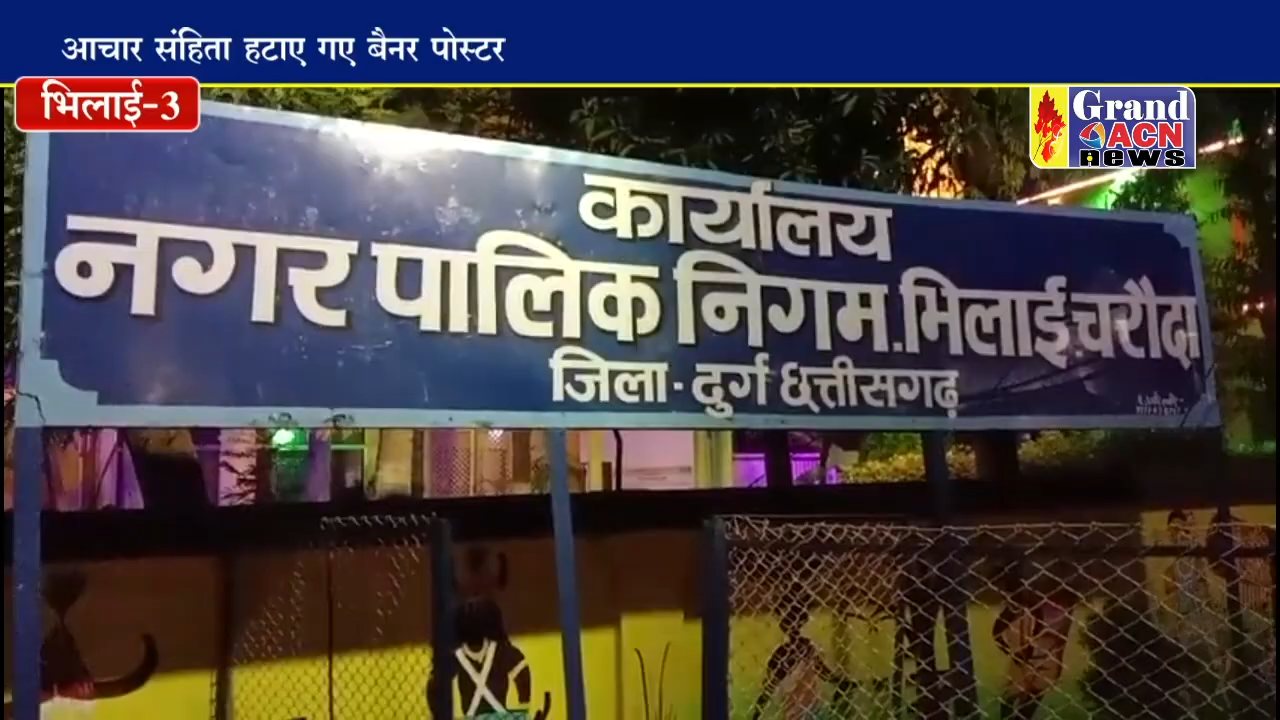 आचार संहिता हटाए गए बैनर पोस्टर
भिलाई-3
Grand
ACN
news
कार्यालय
नगर पालिक निगम.भिलाई.चरौदा
जिला-दुर्ग छत्तीसगढ़